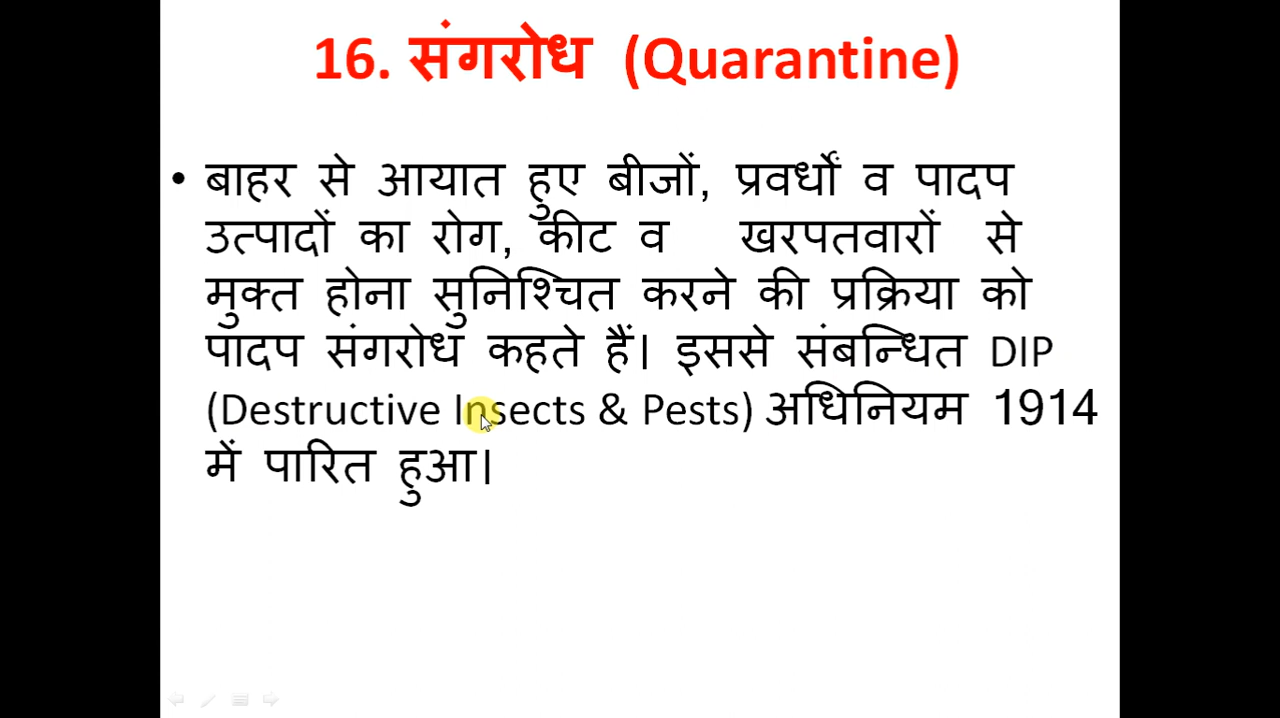 16. संगरोध (Quarantine)
• बाहर से आयात हुए बीजों, प्रवर्धों व पादप
उत्पादों का रोग, कीट व खरपतवारों से
मुक्त होना सुनिश्चित करने की प्रक्रिया को
पादप संगरोध कहते हैं। इससे संबन्धित DIP
(Destructive Insects & Pests) अधिनियम 1914
में पारित हुआ।